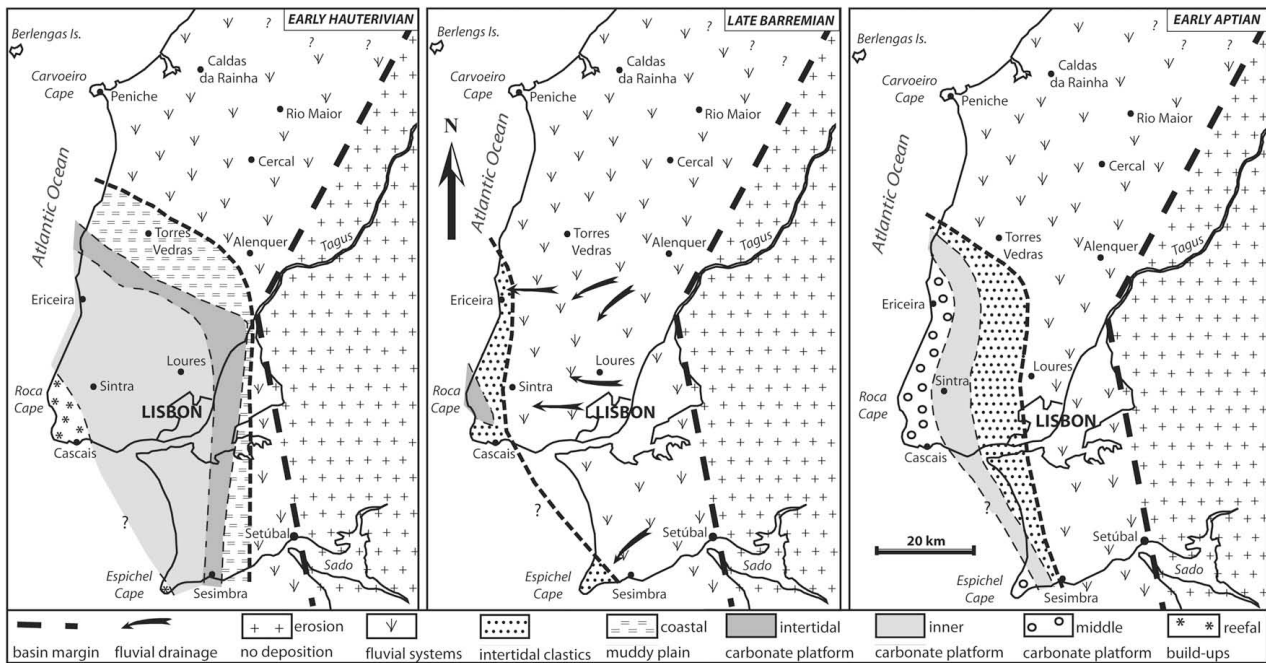 EARLY HAUTERIVIAN
Berlengas Is.
?
Caldas
da Rainha
Carvoeiro
Cape
Peniche
Rio Maior
Cercal
Atlantic Ocean
Torres
Vedras
Alenquer
Tagus
Ericeira
Loures
Sintra
Roca
Cape
LISBON
Cascais
?
Setúbal
Sado
Espichel
Cape
Sesimbra
LATE BARREMIAN
Berlengas Is.
?
?
?
Caldas
da Rainha
Carvoeiro
Cape
Peniche
Rio Maior
N
Cercal
Atlantic Ocean
Torres
Vedras
Alenquer
Tagus
Ericeira
Loures
Sintra
Roca
Cape
LISBON
Cascais
?
Setúbal
Sado
Espichel
Cape
Sesimbra
EARLY APTIAN
Berlengas Is.
?
?
?
Caldas
da Rainha
Carvoeiro
Cape
Peniche
Rio Maior
Cercal
Atlantic Ocean
Torres
Vedras
Alenquer
Tagus
Ericeira
Loures
Sintra
Roca
Cape
LISBON
Cascais
?
20 km
Setúbal
Sado
Espichel
Cape
Sesimbra
basin margin
fluvial drainage
erosion
no deposition
fluvial systems
intertidal clastics
coastal
muddy plain
intertidal
carbonate platform
inner
carbonate platform
middle
carbonate platform
reefal
build-ups